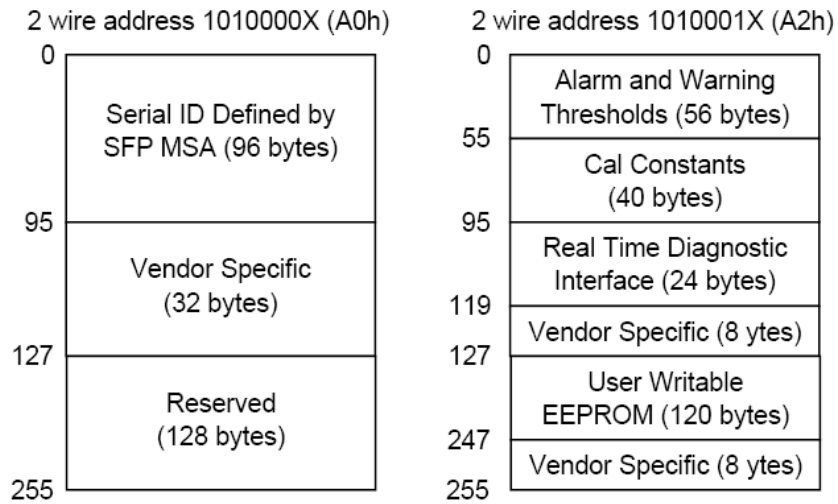 2 wire address 1010000X (A0h)
0
Serial ID Defined by
SFP MSA (96 bytes)
95
Vendor Specific
(32 bytes)
127
Reserved
(128 bytes)
255
2 wire address 1010001X (A2h)
0
Alarm and Warning
Thresholds (56 bytes)
55
Cal Constants
(40 bytes)
95
Real Time Diagnostic
Interface (24 bytes)
119
Vendor Specific (8 ytes)
127
User Writable
EEPROM (120 bytes)
247
Vendor Specific (8 ytes)
255